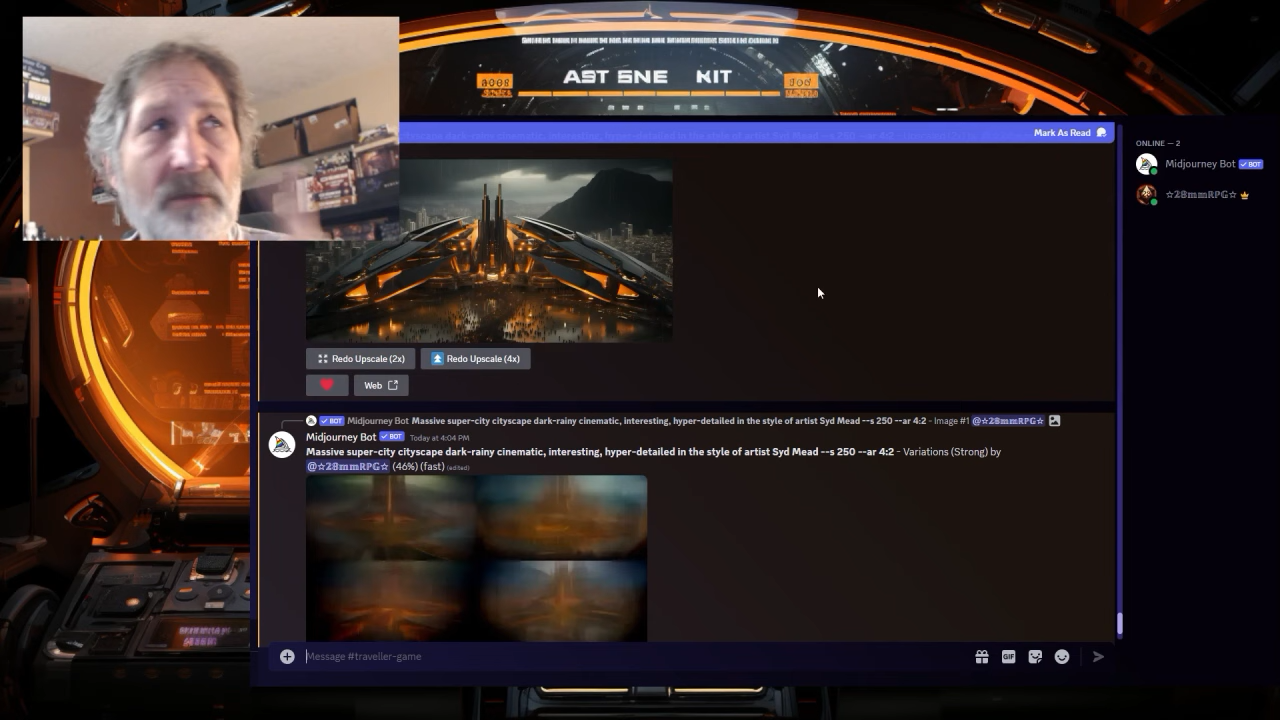 A9T 5NE KIT
Mark As Read
ONLINE — 2
Midjourney Bot BOT
☆28mmRPG☆
Redo Upscale (2x)
Redo Upscale (4x)
Web
BOT Midjourney Bot Massive super-city cityscape dark-rainy cinematic, interesting, hyper-detailed in the style of artist Syd Mead --s 250 --ar 4:2 - Image #1 @☆28mmRPG☆
Midjourney Bot BOT Today at 4:04 PM
Massive super-city cityscape dark-rainy cinematic, interesting, hyper-detailed in the style of artist Syd Mead --s 250 --ar 4:2 - Variations (Strong) by
@☆28mmRPG☆ (46%) (fast) (edited)
Message #traveller-game
GIF